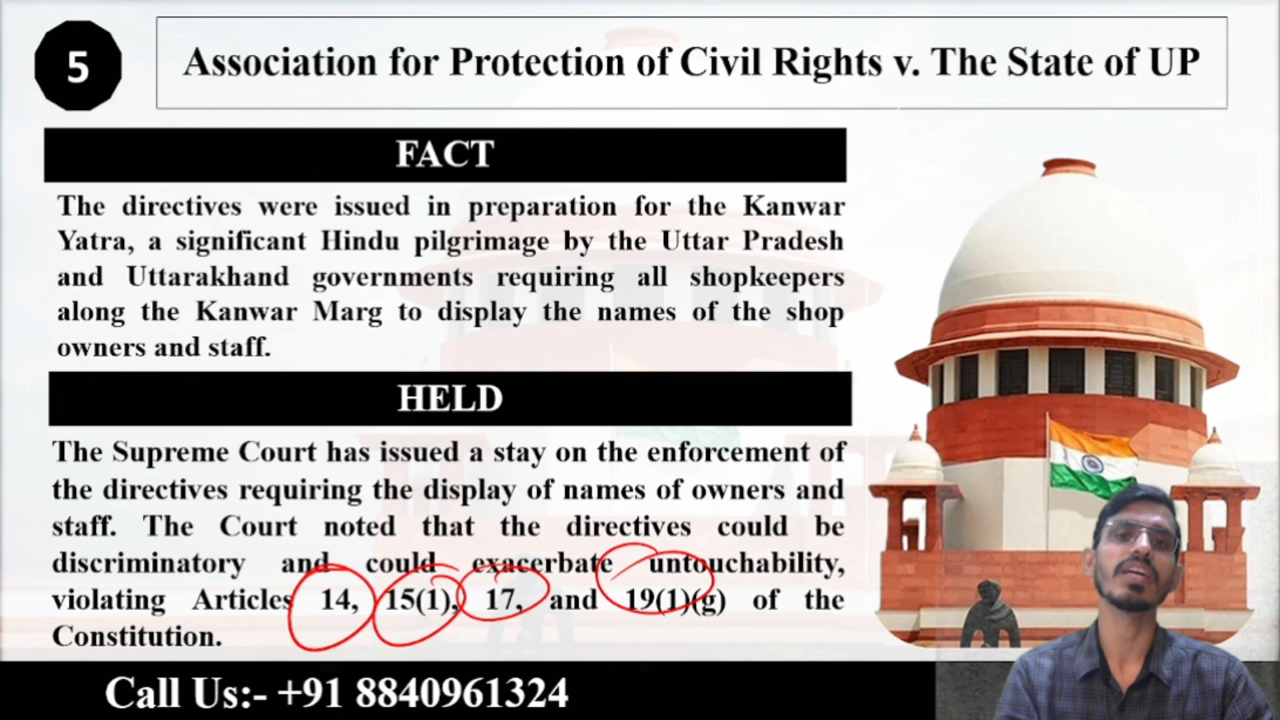 5
Association for Protection of Civil Rights v. The State of UP
FACT
The directives were issued in preparation for the Kanwar
Yatra, a significant Hindu pilgrimage by the Uttar Pradesh
and Uttarakhand governments requiring all shopkeepers
along the Kanwar Marg to display the names of the shop
owners and staff.
HELD
The Supreme Court has issued a stay on the enforcement of
the directives requiring the display of names of owners and
staff. The Court noted that the directives could be
discriminatory and could exacerbate untouchability,
violating Articles 14, 15(1), 17, and 19(1)(g) of the
Constitution.
Call Us:- +91 8840961324